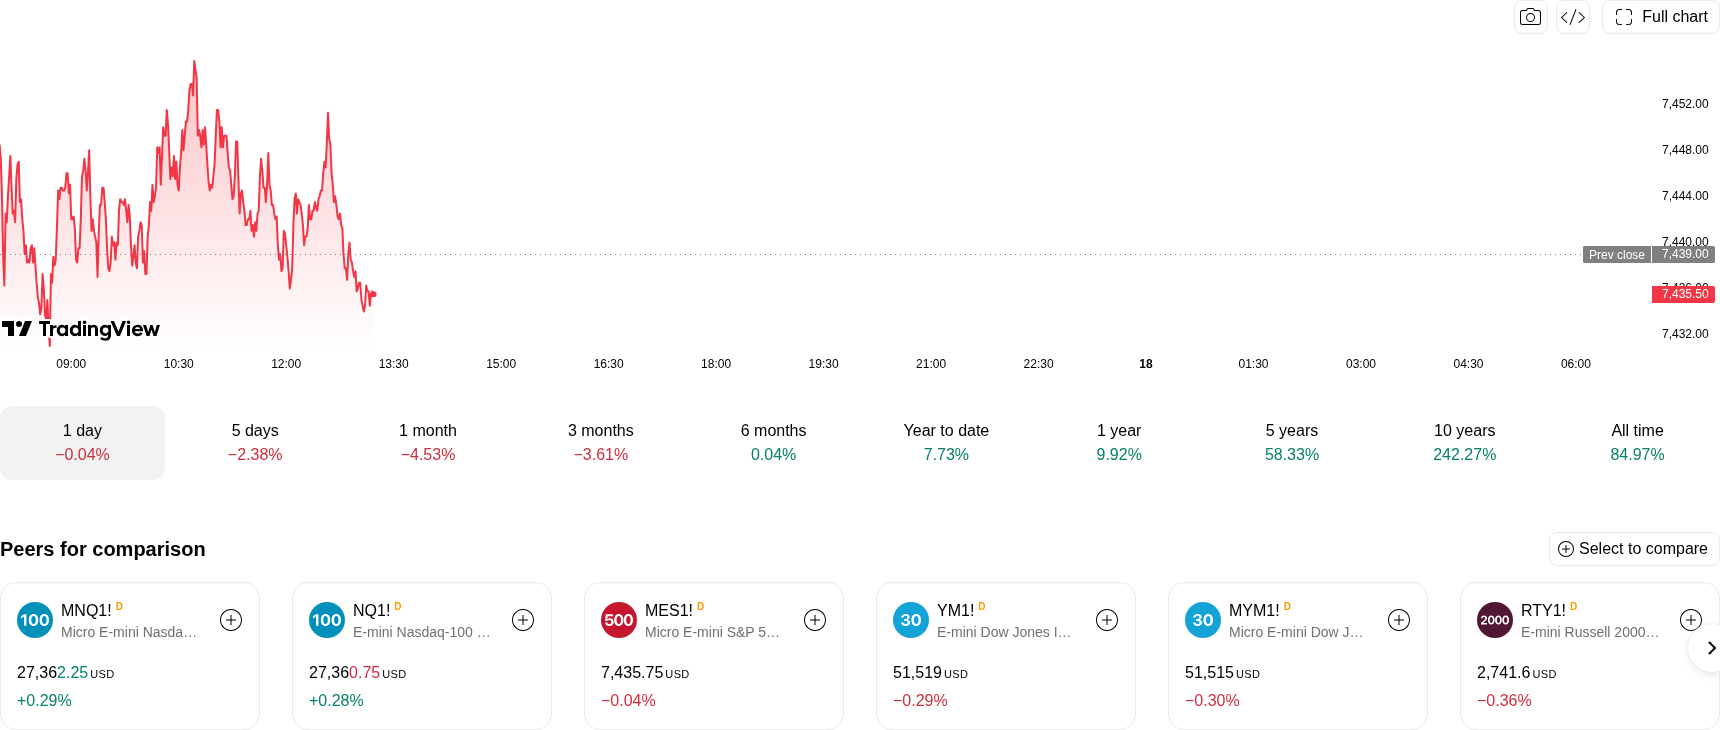 Full chart
7,452.00
7,448.00
7,444.00
7,440.00
Prev close 7,439.00
7,435.50
7,432.00
TradingView
09:00 10:30 12:00 13:30 15:00 16:30 18:00 19:30 21:00 22:30 18 01:30 03:00 04:30 06:00
1 day 5 days 1 month 3 months 6 months Year to date 1 year 5 years 10 years All time
−0.04% −2.38% −4.53% −3.61% 0.04% 7.73% 9.92% 58.33% 242.27% 84.97%
Peers for comparison
Select to compare
100 MNQ1! D
Micro E-mini Nasda…
27,362.25 USD
+0.29%
100 NQ1! D
E-mini Nasdaq-100 …
27,360.75 USD
+0.28%
500 MES1! D
Micro E-mini S&P 5…
7,435.75 USD
−0.04%
30 YM1! D
E-mini Dow Jones I…
51,519 USD
−0.29%
30 MYM1! D
Micro E-mini Dow J…
51,515 USD
−0.30%
2000 RTY1! D
E-mini Russell 2000…
2,741.6 USD
−0.36%